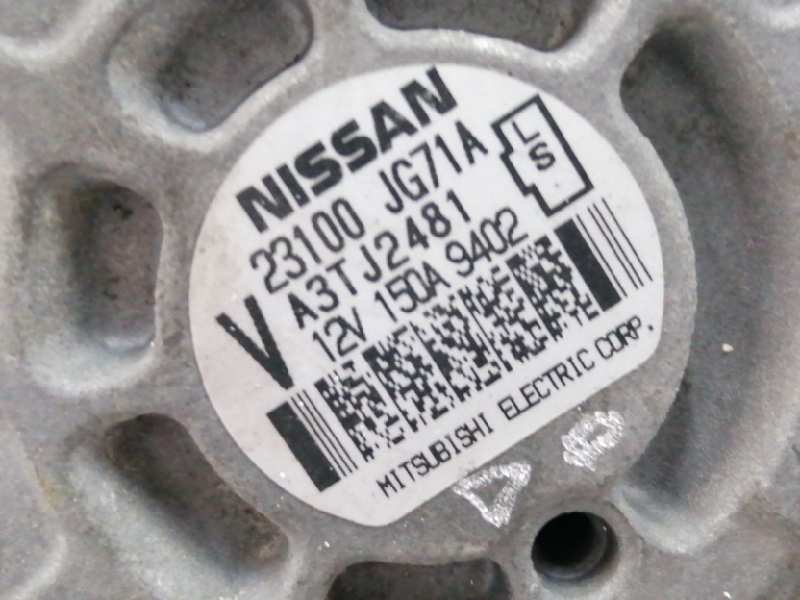 NISSAN
23100 JG71A
V A3TJ2481
12V 150A 9402
L
S
MITSUBISHI ELECTRIC CORP.